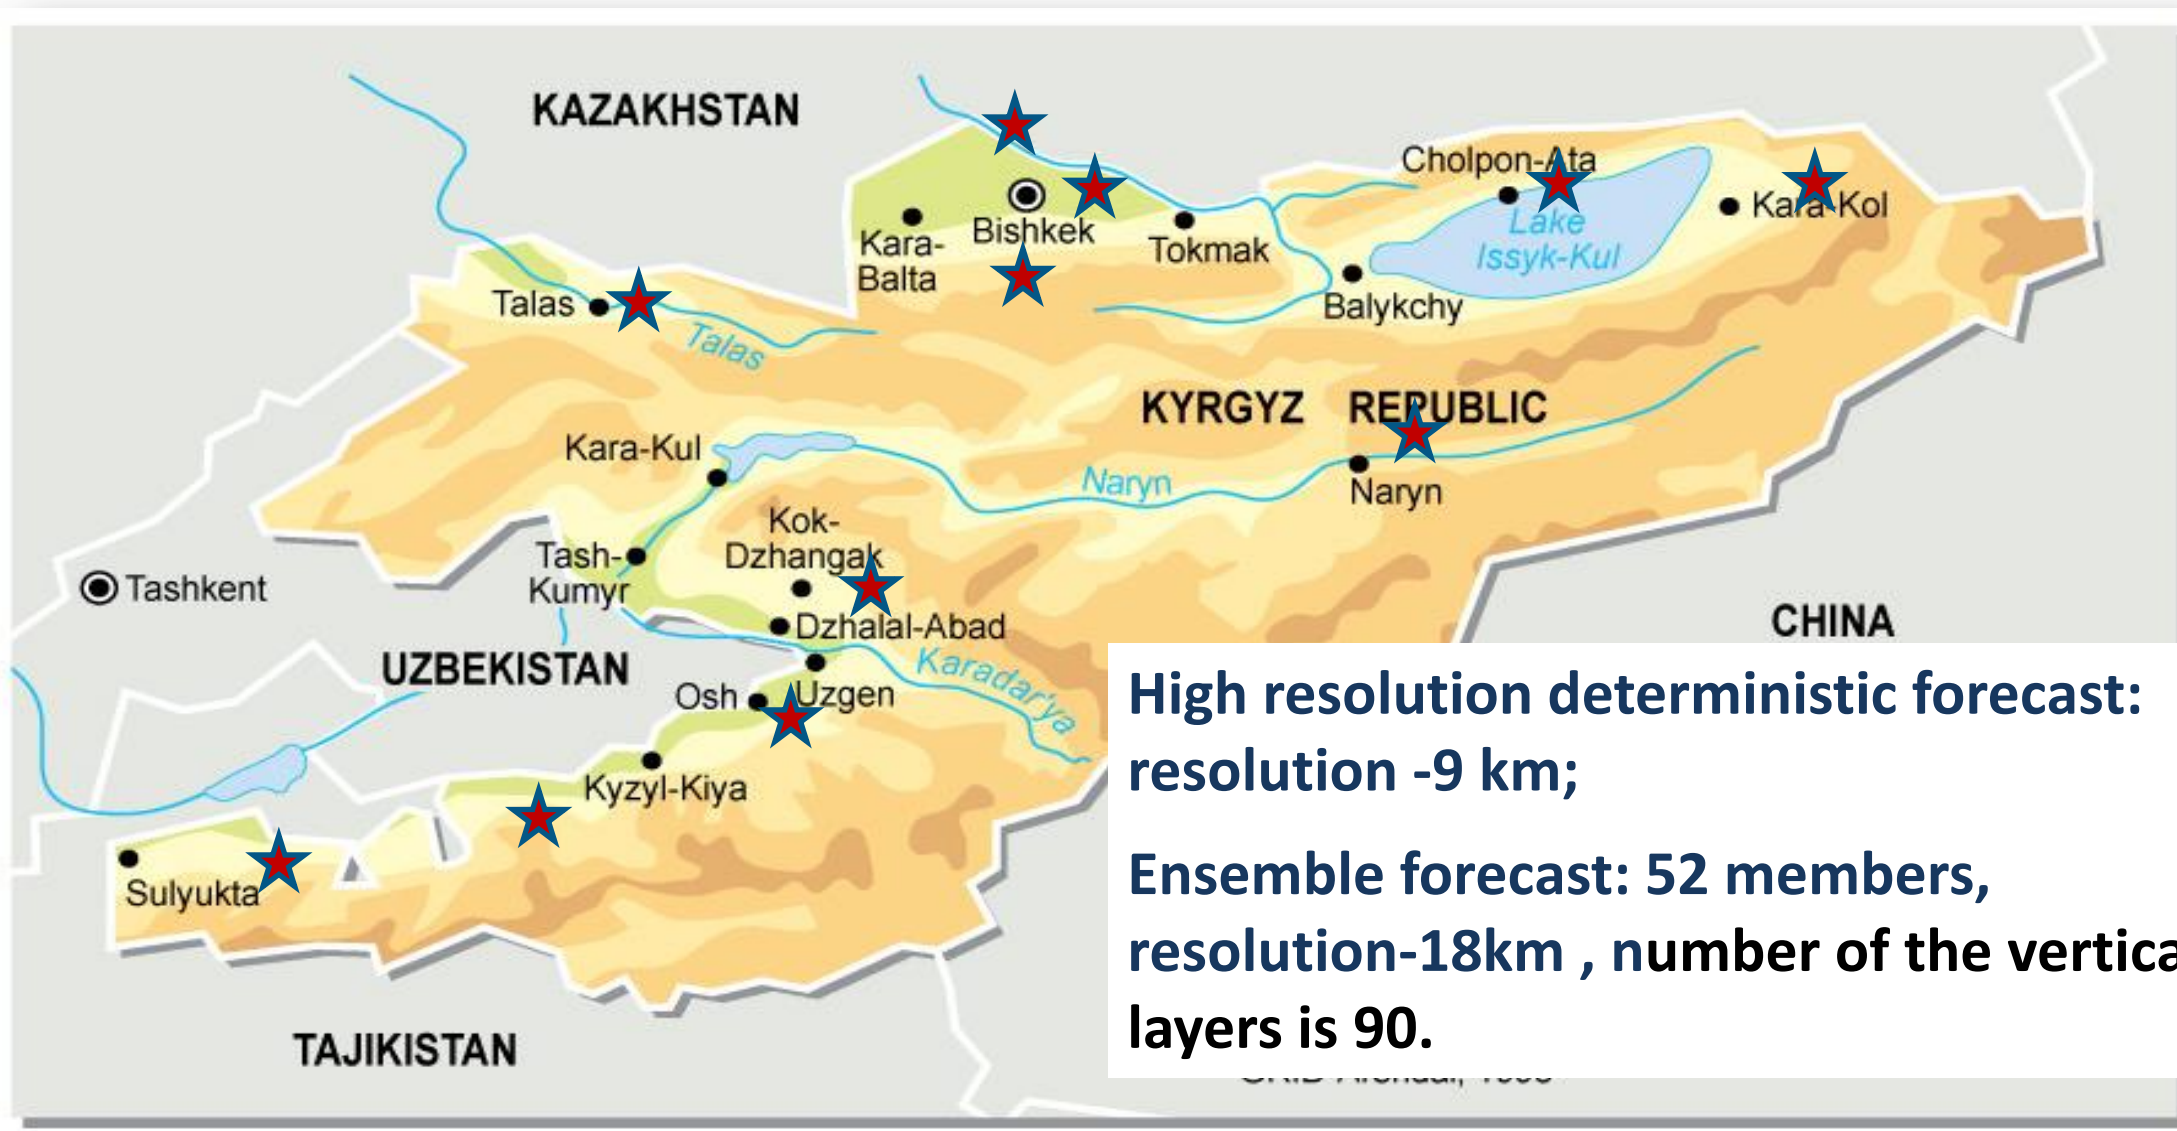 KAZAKHSTAN
Cholpon-Ata
Kara-Kol
Lake
Issyk-Kul
Bishkek
Kara-
Balta
Tokmak
Balykchy
Talas
Talas
KYRGYZ REPUBLIC
Kara-Kul
Naryn
Naryn
Kok-
Dzhangak
Tash-
Kumyr
Tashkent
Dzhalal-Abad
CHINA
UZBEKISTAN
Karadar'ya
Osh
Uzgen
Kyzyl-Kiya
Sulyukta
TAJIKISTAN
High resolution deterministic forecast:
resolution -9 km;
Ensemble forecast: 52 members,
resolution-18km , number of the vertica
layers is 90.